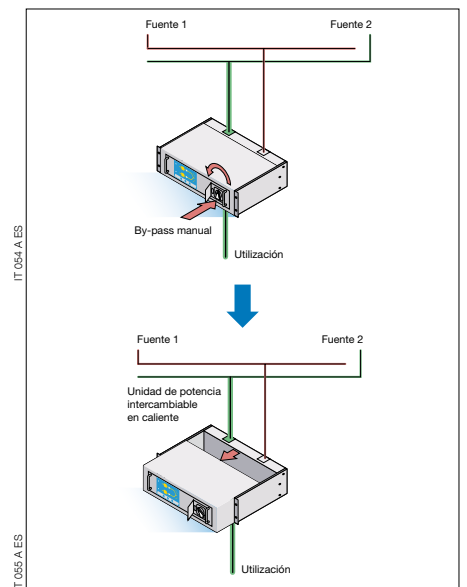 Fuente 1
Fuente 2
By-pass manual
Utilización
IT 054 A ES
Fuente 1
Fuente 2
Unidad de potencia
intercambiable
en caliente
Utilización
IT 055 A ES